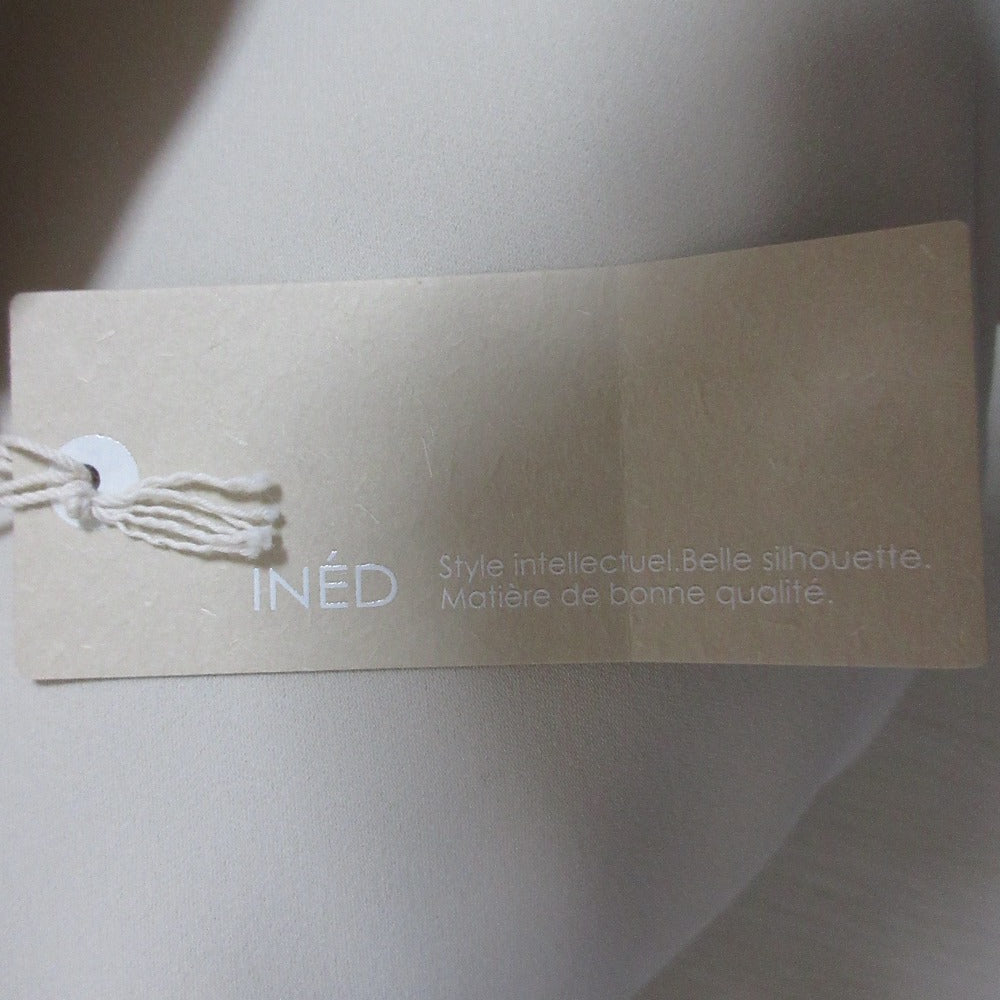 INÉD
Style intellectuel.Belle silhouette.
Matière de bonne qualité.